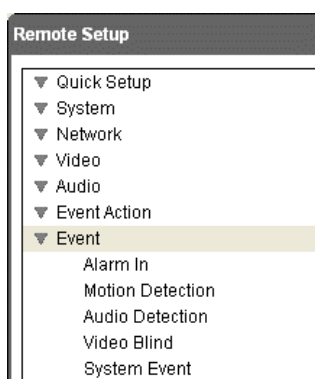 Remote Setup
Quick Setup
System
Network
Video
Audio
Event Action
Event
Alarm In
Motion Detection
Audio Detection
Video Blind
System Event